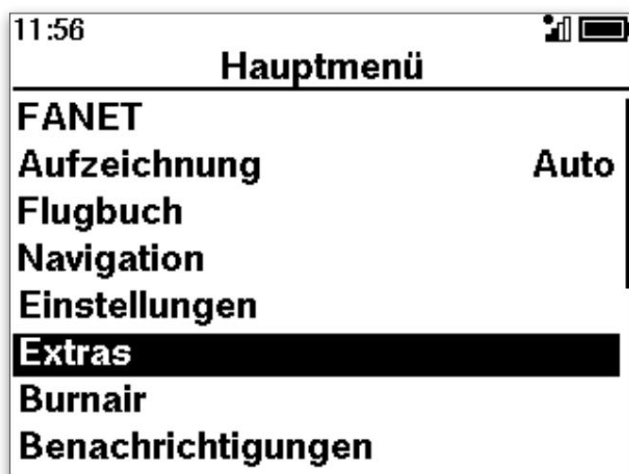 11:56
Hauptmenü
FANET
Aufzeichnung Auto
Flugbuch
Navigation
Einstellungen
Extras
Burnair
Benachrichtigungen